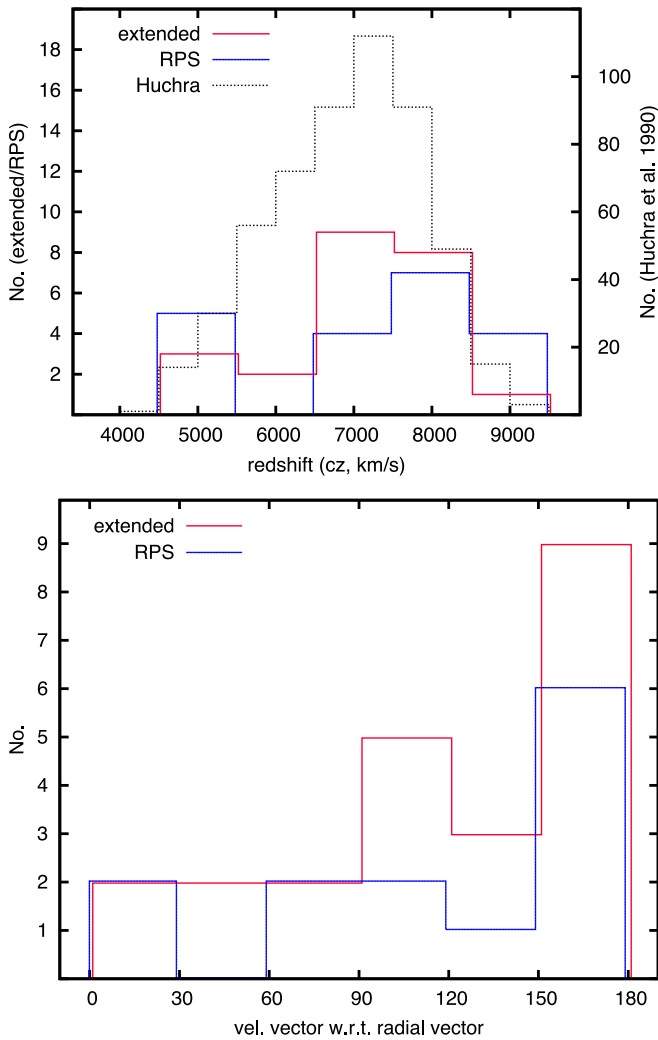 extended
RPS
Huchra
18
16
14
12
10
8
6
4
2
No. (extended/RPS)
100
80
60
40
20
No. (Huchra et al. 1990)
4000 5000 6000 7000 8000 9000
redshift (cz, km/s)
extended
RPS
9
8
7
6
5
4
3
2
1
No.
0 30 60 90 120 150 180
vel. vector w.r.t. radial vector